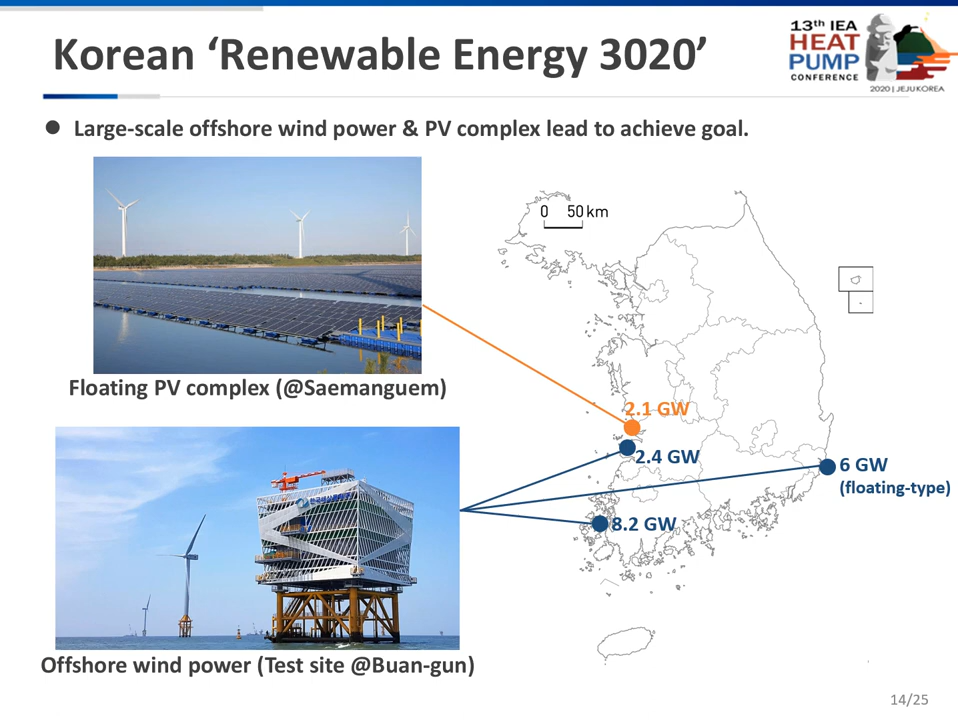 Korean ‘Renewable Energy 3020’
13th IEA
HEAT
PUMP
CONFERENCE
2020 | JEJU KOREA
● Large-scale offshore wind power & PV complex lead to achieve goal.
0 50 km
Floating PV complex (@Saemanguem)
2.1 GW
2.4 GW
6 GW
(floating-type)
8.2 GW
Offshore wind power (Test site @Buan-gun)
14/25